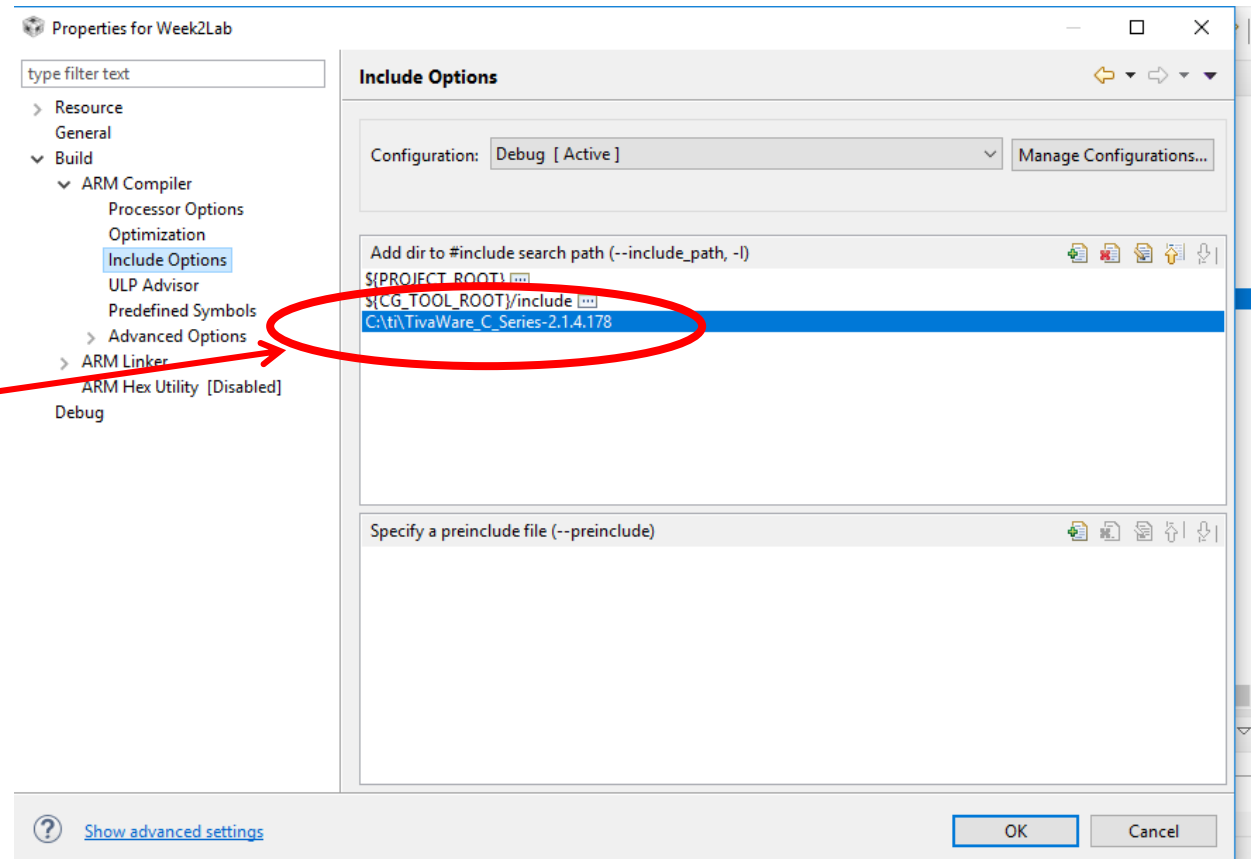 Properties for Week2Lab
type filter text
Include Options
Resource
General
Build
ARM Compiler
Processor Options
Optimization
Include Options
ULP Advisor
Predefined Symbols
Advanced Options
ARM Linker
ARM Hex Utility [Disabled]
Debug
Configuration: Debug [ Active ]
Manage Configurations...
Add dir to #include search path (--include_path, -I)
${PROJECT_ROOT}
${CG_TOOL_ROOT}/include
C:\ti\TivaWare_C_Series-2.1.4.178
Specify a preinclude file (--preinclude)
Show advanced settings
OK
Cancel